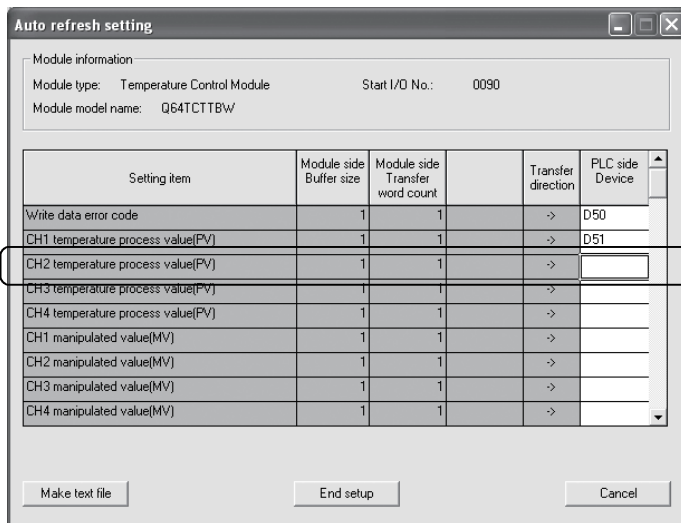 Auto refresh setting
Module information
Module type: Temperature Control Module Start I/O No.: 0090
Module model name: Q64TCTTBW
Setting item Module side Buffer size Module side Transfer word count Transfer direction PLC side Device
Write data error code 1 1 -> D50
CH1 temperature process value(PV) 1 1 -> D51
CH2 temperature process value(PV) 1 1 ->
CH3 temperature process value(PV) 1 1 ->
CH4 temperature process value(PV) 1 1 ->
CH1 manipulated value(MV) 1 1 ->
CH2 manipulated value(MV) 1 1 ->
CH3 manipulated value(MV) 1 1 ->
CH4 manipulated value(MV) 1 1 ->
Make text file End setup Cancel